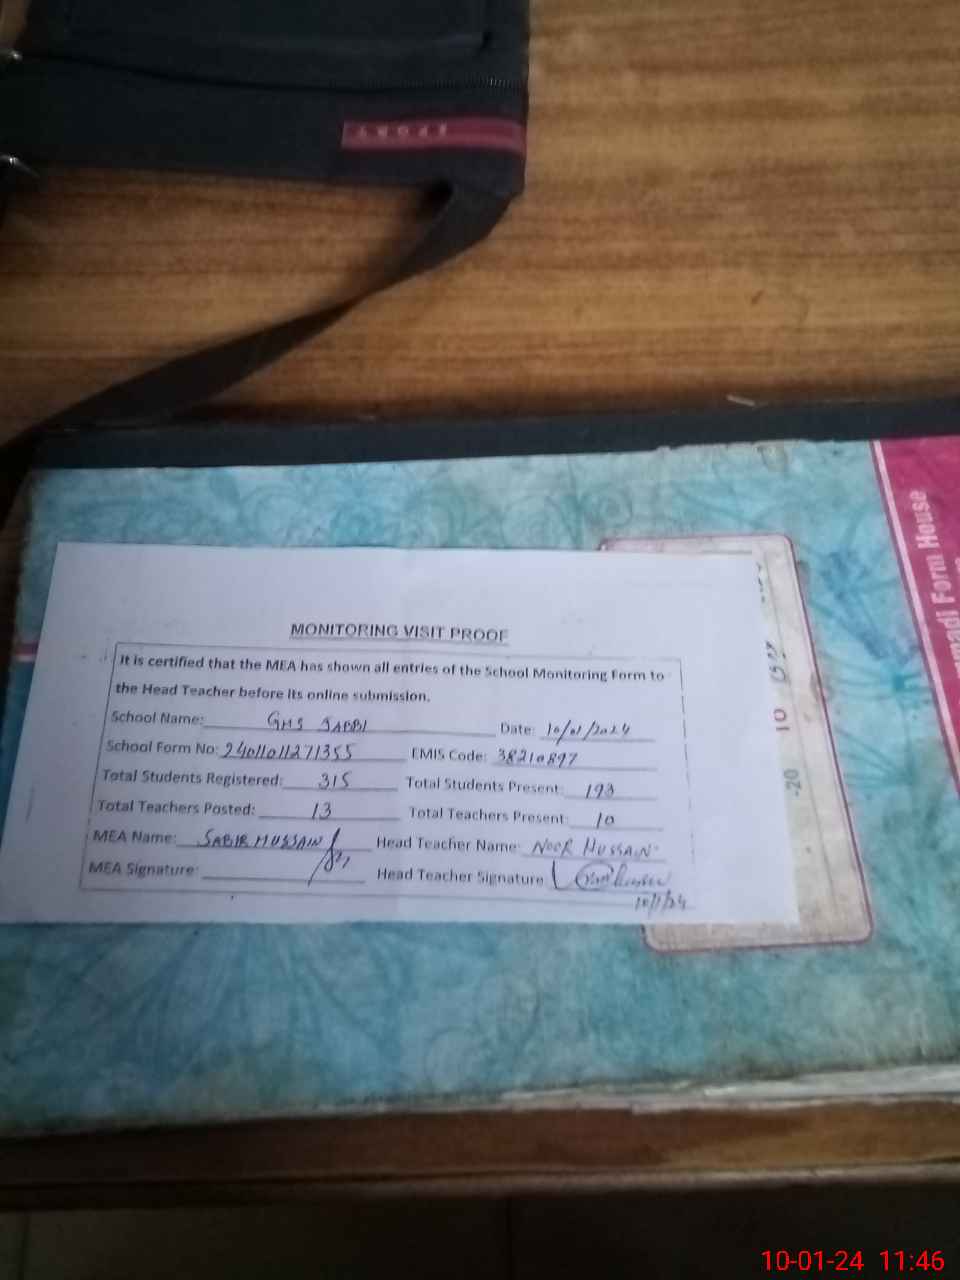 SPORT
MONITORING VISIT PROOF
It is certified that the MEA has shown all entries of the School Monitoring Form to
the Head Teacher before its online submission.
School Name: GHS JABBI Date: 10/01/2024
School Form No: 24011011271355 EMIS Code: 38210897
Total Students Registered: 315 Total Students Present: 193
Total Teachers Posted: 13 Total Teachers Present: 10
MEA Name: SABIR HUSSAIN Head Teacher Name: NOOR HUSSAIN
MEA Signature: Head Teacher Signature
10/1/24
Form House
10
-20
10-01-24 11:46